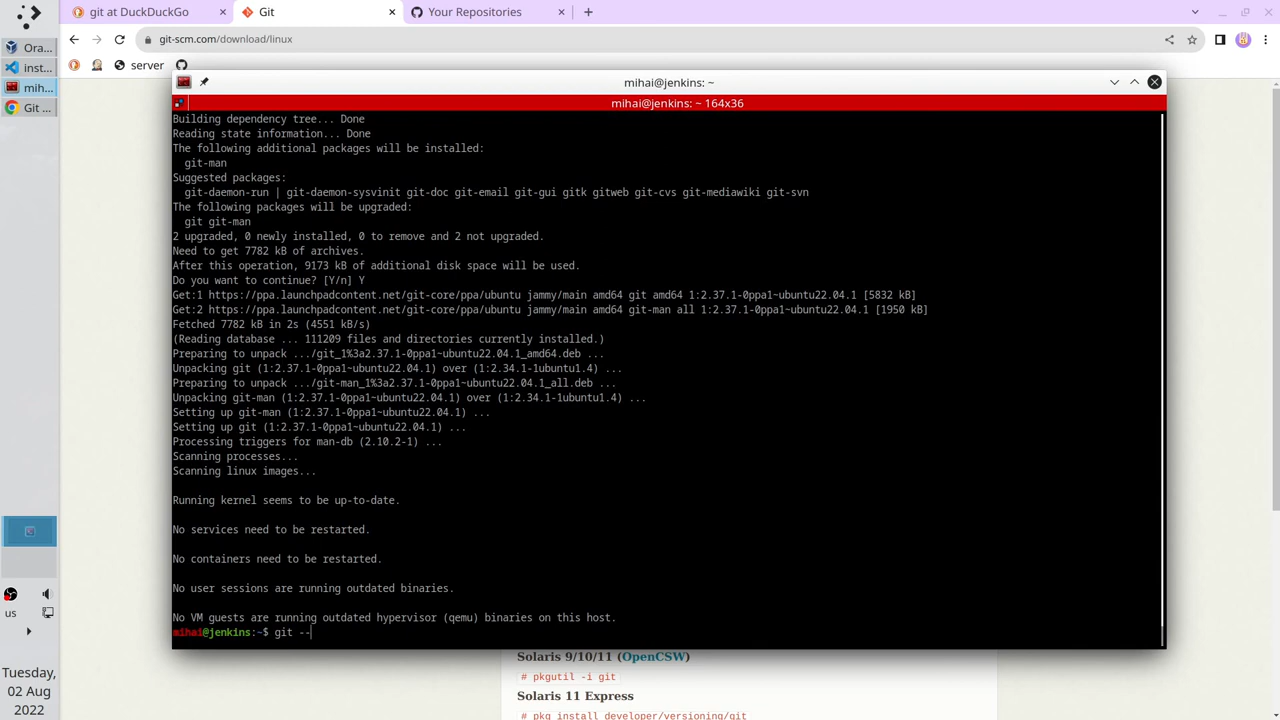 git at DuckDuckGo
Git
Your Repositories
git-scm.com/download/linux
server
Ora...
inst...
mih...
Git ...
mihai@jenkins: ~
mihai@jenkins: ~ 164x36
Building dependency tree... Done
Reading state information... Done
The following additional packages will be installed:
git-man
Suggested packages:
git-daemon-run | git-daemon-sysvinit git-doc git-email git-gui gitk gitweb git-cvs git-mediawiki git-svn
The following packages will be upgraded:
git git-man
2 upgraded, 0 newly installed, 0 to remove and 2 not upgraded.
Need to get 7782 kB of archives.
After this operation, 9173 kB of additional disk space will be used.
Do you want to continue? [Y/n] Y
Get:1 https://ppa.launchpadcontent.net/git-core/ppa/ubuntu jammy/main amd64 git amd64 1:2.37.1-0ppa1~ubuntu22.04.1 [5832 kB]
Get:2 https://ppa.launchpadcontent.net/git-core/ppa/ubuntu jammy/main amd64 git-man all 1:2.37.1-0ppa1~ubuntu22.04.1 [1950 kB]
Fetched 7782 kB in 2s (4551 kB/s)
(Reading database ... 111209 files and directories currently installed.)
Preparing to unpack .../git_1%3a2.37.1-0ppa1~ubuntu22.04.1_amd64.deb ...
Unpacking git (1:2.37.1-0ppa1~ubuntu22.04.1) over (1:2.34.1-1ubuntu1.4) ...
Preparing to unpack .../git-man_1%3a2.37.1-0ppa1~ubuntu22.04.1_all.deb ...
Unpacking git-man (1:2.37.1-0ppa1~ubuntu22.04.1) over (1:2.34.1-1ubuntu1.4) ...
Setting up git-man (1:2.37.1-0ppa1~ubuntu22.04.1) ...
Setting up git (1:2.37.1-0ppa1~ubuntu22.04.1) ...
Processing triggers for man-db (2.10.2-1) ...
Scanning processes...
Scanning linux images...
Running kernel seems to be up-to-date.
No services need to be restarted.
No containers need to be restarted.
No user sessions are running outdated binaries.
No VM guests are running outdated hypervisor (qemu) binaries on this host.
mihai@jenkins:~$ git --
us
Tuesday,
02 Aug
2022
Solaris 9/10/11 (OpenCSW)
# pkgutil -i git
Solaris 11 Express
# pkg install developer/versioning/git